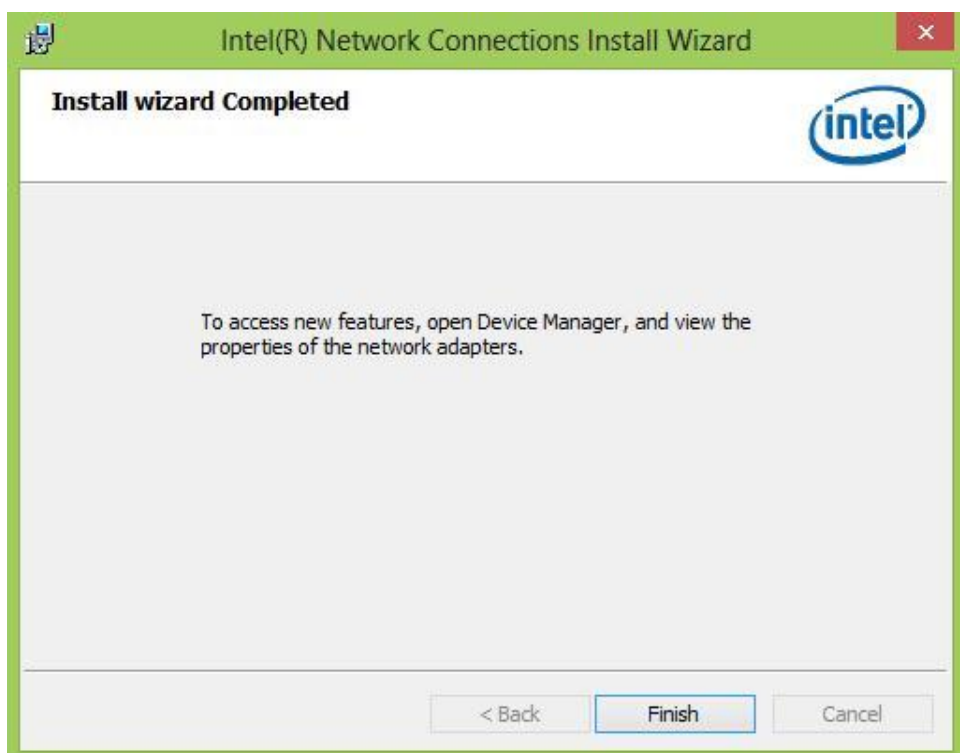 Intel(R) Network Connections Install Wizard
Install wizard Completed
intel
To access new features, open Device Manager, and view the
properties of the network adapters.
< Back
Finish
Cancel